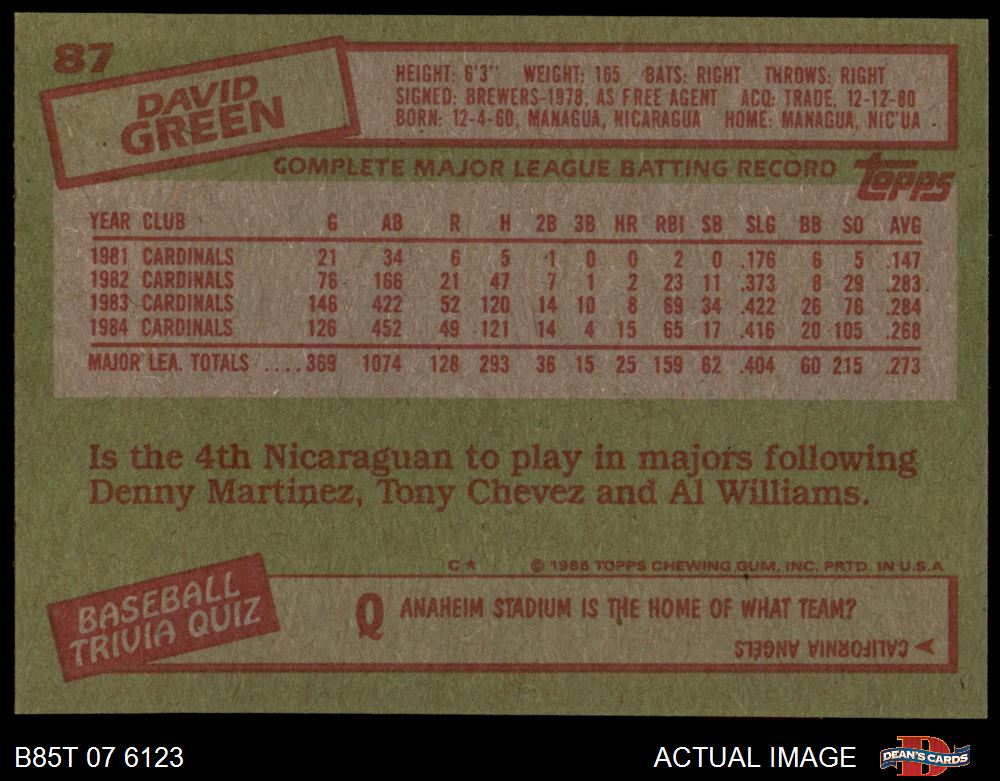 87
DAVID
GREEN
HEIGHT: 6'3" WEIGHT: 165 BATS: RIGHT THROWS: RIGHT
SIGNED: BREWERS-1978, AS FREE AGENT ACQ: TRADE, 12-12-80
BORN: 12-4-60, MANAGUA, NICARAGUA HOME: MANAGUA, NIC'UA
COMPLETE MAJOR LEAGUE BATTING RECORD
topps
YEAR CLUB G AB R H 2B 3B HR RBI SB SLG BB SO AVG
1981 CARDINALS 21 34 6 5 1 0 0 2 0 .176 6 5 .147
1982 CARDINALS 76 166 21 47 7 1 2 23 11 .373 8 29 .283
1983 CARDINALS 146 422 52 120 14 10 8 69 34 .422 26 76 .284
1984 CARDINALS 126 452 49 121 14 4 15 65 17 .416 20 105 .268
MAJOR LEA. TOTALS ....369 1074 128 293 36 15 25 159 62 .404 60 215 .273
Is the 4th Nicaraguan to play in majors following
Denny Martinez, Tony Chevez and Al Williams.
C★ © 1985 TOPPS CHEWING GUM, INC. PRTD. IN U.S.A
BASEBALL
TRIVIA QUIZ
Q ANAHEIM STADIUM IS THE HOME OF WHAT TEAM?
CALIFORNIA ANGELS
B85T 07 6123
ACTUAL IMAGE
DEAN'S CARDS